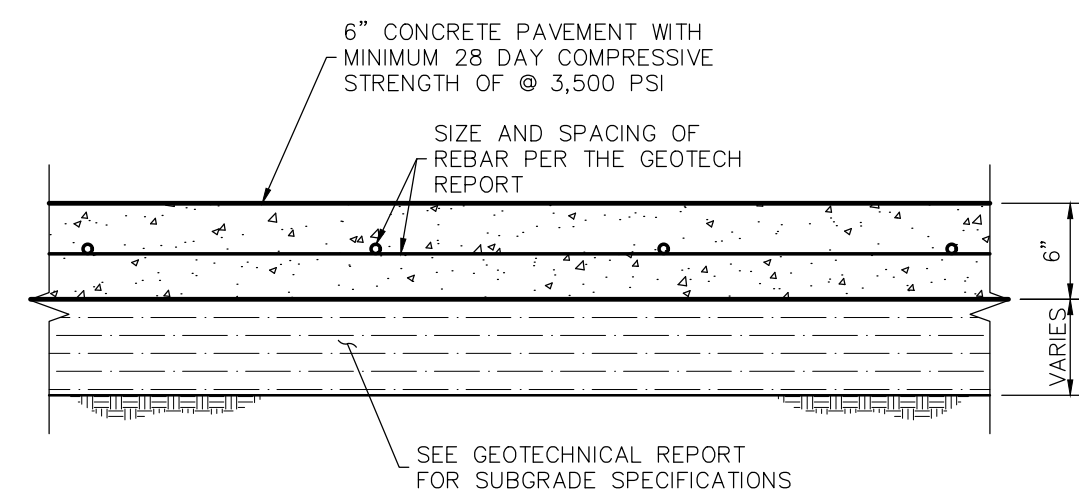 6” CONCRETE PAVEMENT WITH
MINIMUM 28 DAY COMPRESSIVE
STRENGTH OF @ 3,500 PSI
SIZE AND SPACING OF
REBAR PER THE GEOTECH
REPORT
6”
VARIES
SEE GEOTECHNICAL REPORT
FOR SUBGRADE SPECIFICATIONS